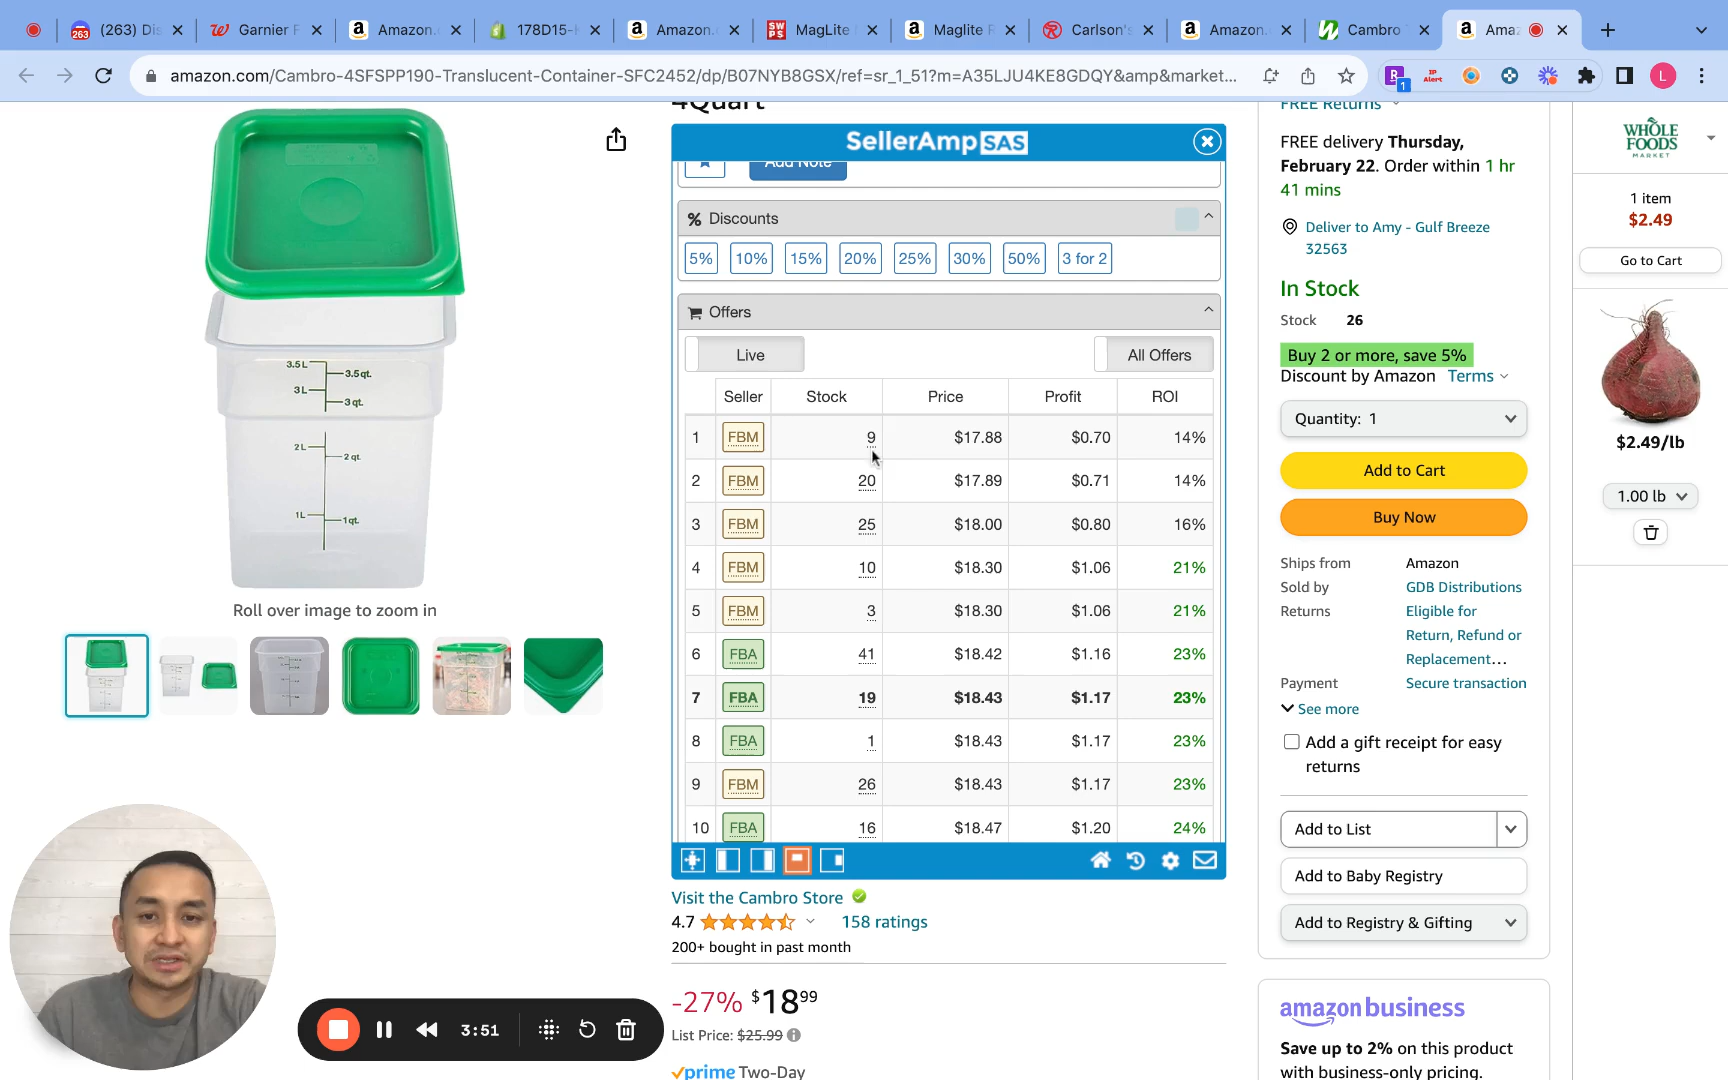 (263) Dis
Garnier F
Amazon.c
178D15-H
Amazon.
MagLite
Maglite R
Carlson's
Amazon.
Cambro
Amaz
amazon.com/Cambro-4SFSPP190-Translucent-Container-SFC2452/dp/B07NYB8GSX/ref=sr_1_51?m=A35LJU4KE8GDQY&amp&market...
IP Alert
1
L
4Quart
SellerAmp SAS
Add Note
% Discounts
5% 10% 15% 20% 25% 30% 50% 3 for 2
Offers
Live All Offers
Seller Stock Price Profit ROI
1 FBM 9 $17.88 $0.70 14%
2 FBM 20 $17.89 $0.71 14%
3 FBM 25 $18.00 $0.80 16%
4 FBM 10 $18.30 $1.06 21%
5 FBM 3 $18.30 $1.06 21%
6 FBA 41 $18.42 $1.16 23%
7 FBA 19 $18.43 $1.17 23%
8 FBA 1 $18.43 $1.17 23%
9 FBM 26 $18.43 $1.17 23%
10 FBA 16 $18.47 $1.20 24%
3.5L 3.5qt.
3L 3 qt.
2L 2 qt.
1L 1qt.
Roll over image to zoom in
Visit the Cambro Store
4.7 158 ratings
200+ bought in past month
-27% $18 99
List Price: $25.99
prime Two-Day
3:51
FREE Returns
FREE delivery Thursday,
February 22. Order within 1 hr
41 mins
Deliver to Amy - Gulf Breeze
32563
In Stock
Stock 26
Buy 2 or more, save 5%
Discount by Amazon Terms
Quantity: 1
Add to Cart
Buy Now
Ships from Amazon
Sold by GDB Distributions
Returns Eligible for
Return, Refund or
Replacement...
Payment Secure transaction
See more
Add a gift receipt for easy
returns
Add to List
Add to Baby Registry
Add to Registry & Gifting
amazon business
Save up to 2% on this product
with business-only pricing.
WHOLE
FOODS
MARKET
1 item
$2.49
Go to Cart
$2.49/lb
1.00 lb